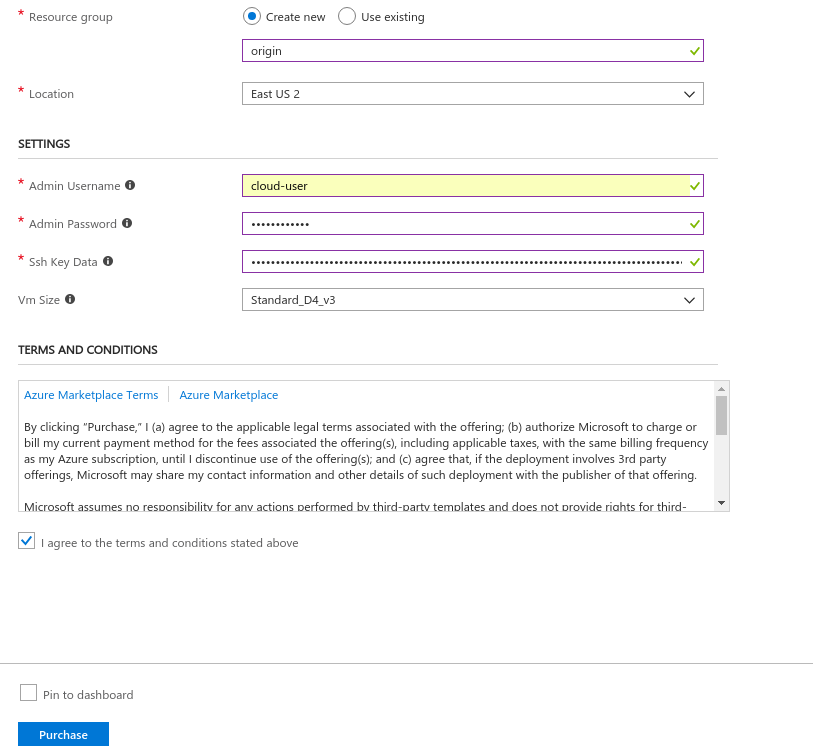 * Resource group Create new Use existing
origin
* Location East US 2
SETTINGS
* Admin Username cloud-user
* Admin Password ••••••••••••
* Ssh Key Data
Vm Size Standard_D4_v3
TERMS AND CONDITIONS
Azure Marketplace Terms Azure Marketplace
By clicking "Purchase," I (a) agree to the applicable legal terms associated with the offering; (b) authorize Microsoft to charge or
bill my current payment method for the fees associated the offering(s), including applicable taxes, with the same billing frequency
as my Azure subscription, until I discontinue use of the offering(s); and (c) agree that, if the deployment involves 3rd party
offerings, Microsoft may share my contact information and other details of such deployment with the publisher of that offering.
Microsoft assumes no responsibility for any actions performed by third-party templates and does not provide rights for third-
I agree to the terms and conditions stated above
Pin to dashboard
Purchase